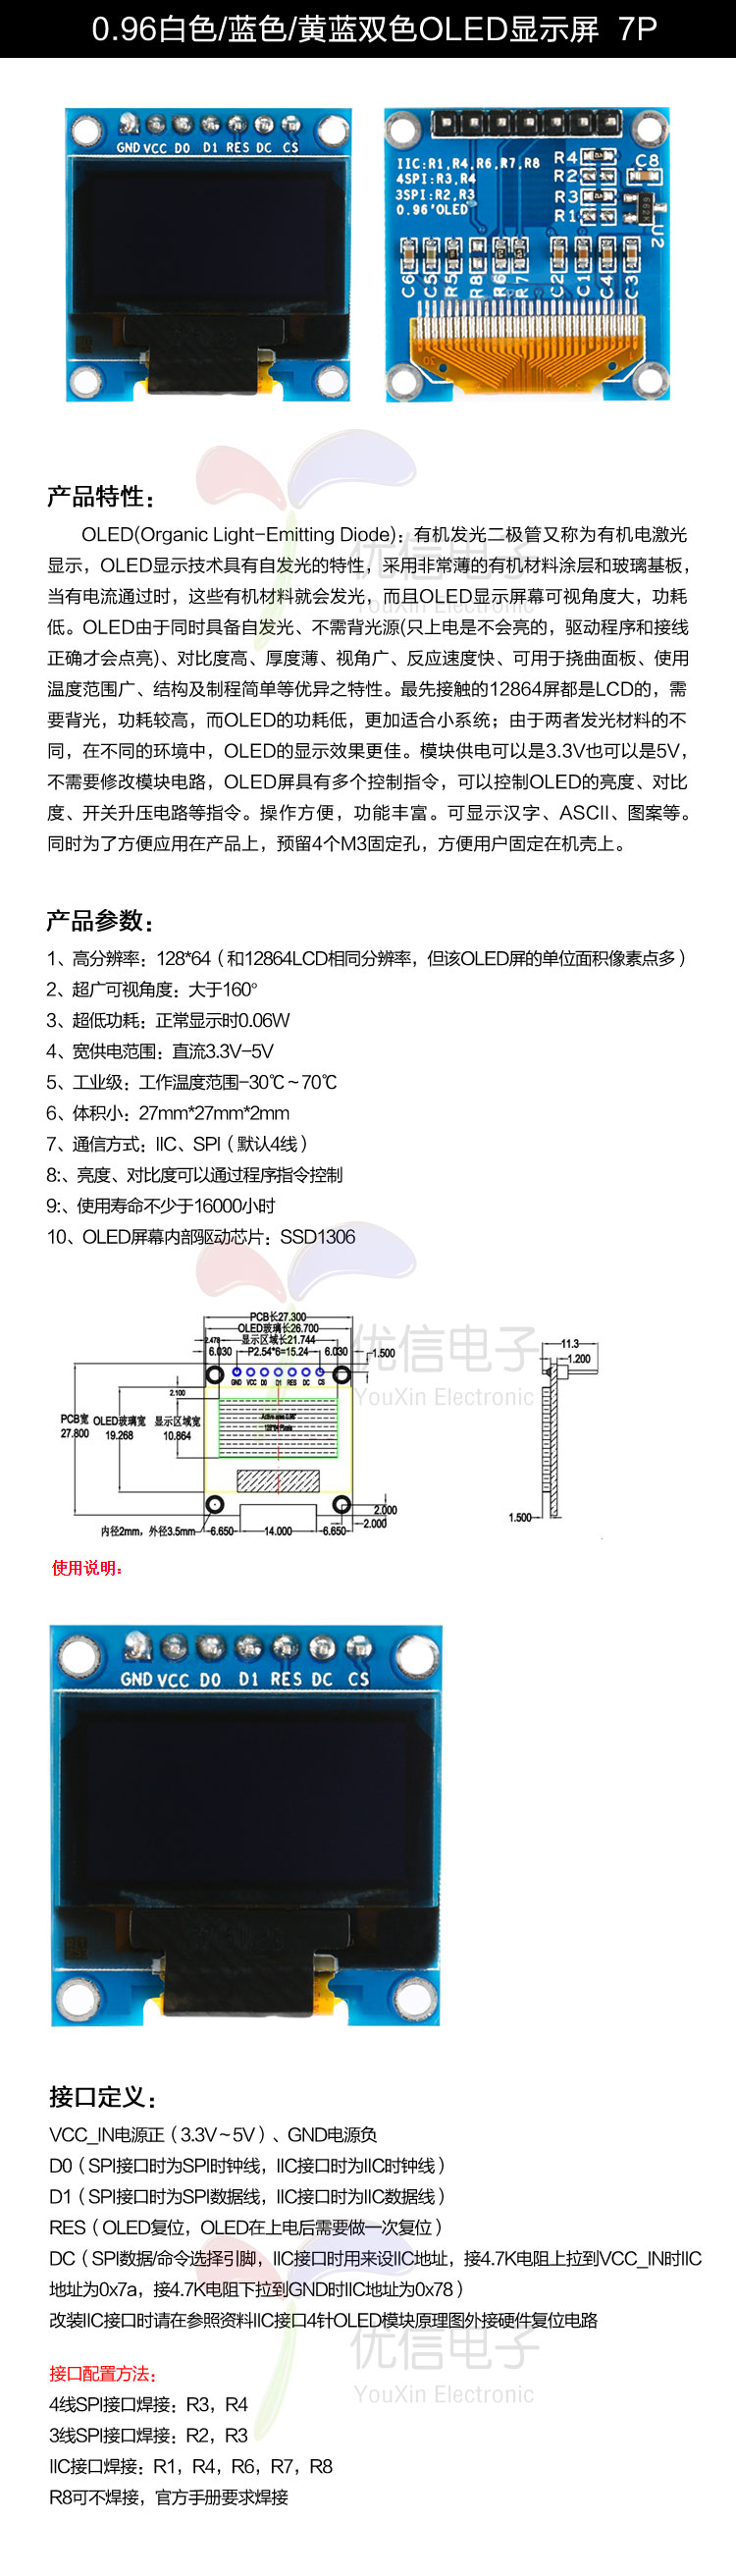 0.96白色/蓝色/黄蓝双色OLED显示屏 7P
GND VCC D0 D1 RES DC CS
IIC:R1,R4,R6,R7,R8
4SPI:R3,R4
3SPI:R2,R3
0.96'OLED
R4
R2
R3
R1
C8
662K
U2
C6 C5 R5 R8 R6 R7 C2 C1 C4 C3
30
1
产品特性：
OLED(Organic Light-Emitting Diode)：有机发光二极管又称为有机电激光
显示，OLED显示技术具有自发光的特性，采用非常薄的有机材料涂层和玻璃基板，
当有电流通过时，这些有机材料就会发光，而且OLED显示屏幕可视角度大，功耗
低。OLED由于同时具备自发光、不需背光源(只上电是不会亮的，驱动程序和接线
正确才会点亮)、对比度高、厚度薄、视角广、反应速度快、可用于挠曲面板、使用
温度范围广、结构及制程简单等优异之特性。最先接触的12864屏都是LCD的，需
要背光，功耗较高，而OLED的功耗低，更加适合小系统；由于两者发光材料的不
同，在不同的环境中，OLED的显示效果更佳。模块供电可以是3.3V也可以是5V，
不需要修改模块电路，OLED屏具有多个控制指令，可以控制OLED的亮度、对比
度、开关升压电路等指令。操作方便，功能丰富。可显示汉字、ASCII、图案等。
同时为了方便应用在产品上，预留4个M3固定孔，方便用户固定在机壳上。
优信电子
YouXin Electronic
产品参数：
1、高分辨率：128*64（和12864LCD相同分辨率，但该OLED屏的单位面积像素点多）
2、超广可视角度：大于160°
3、超低功耗：正常显示时0.06W
4、宽供电范围：直流3.3V-5V
5、工业级：工作温度范围-30℃～70℃
6、体积小：27mm*27mm*2mm
7、通信方式：IIC、SPI（默认4线）
8:、亮度、对比度可以通过程序指令控制
9:、使用寿命不少于16000小时
10、OLED屏幕内部驱动芯片：SSD1306
PCB长27.300
OLED玻璃长26.700
2.478 显示区域长21.744
6.030 P2.54*6=15.24 6.030
1.500
GND VCC D0 D1 RES DC CS
2.100
PCB宽
27.800
OLED玻璃宽
19.268
显示区域宽
10.864
Active area 0.96"
128*64 Pixels
2.000
2.000
内径2mm，外径3.5mm
6.650 14.000 6.650
11.3
1.200
1.500
优信电子
YouXin Electronic
使用说明：
GND VCC D0 D1 RES DC CS
接口定义：
VCC_IN电源正（3.3V～5V）、GND电源负
D0（SPI接口时为SPI时钟线，IIC接口时为IIC时钟线）
D1（SPI接口时为SPI数据线，IIC接口时为IIC数据线）
RES（OLED复位，OLED在上电后需要做一次复位）
DC（SPI数据/命令选择引脚，IIC接口时用来设IIC地址，接4.7K电阻上拉到VCC_IN时IIC
地址为0x7a，接4.7K电阻下拉到GND时IIC地址为0x78）
改装IIC接口时请在参照资料IIC接口4针OLED模块原理图外接硬件复位电路
优信电子
YouXin Electronic
接口配置方法：
4线SPI接口焊接：R3，R4
3线SPI接口焊接：R2，R3
IIC接口焊接：R1，R4，R6，R7，R8
R8可不焊接，官方手册要求焊接